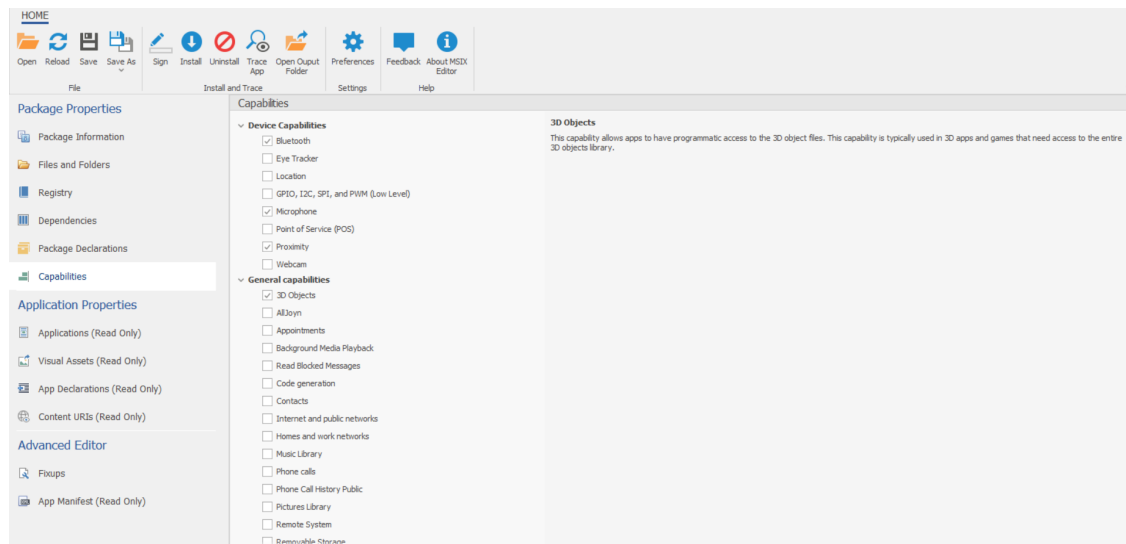 HOME
Open Reload Save Save As Sign Install Uninstall Trace App Open Ouput Folder Preferences Feedback About MSIX Editor
File Install and Trace Settings Help
Package Properties
Package Information
Files and Folders
Registry
Dependencies
Package Declarations
Capabilities
Application Properties
Applications (Read Only)
Visual Assets (Read Only)
App Declarations (Read Only)
Content URIs (Read Only)
Advanced Editor
Fixups
App Manifest (Read Only)
Capabilities
Device Capabilities
Bluetooth
Eye Tracker
Location
GPIO, I2C, SPI, and PWM (Low Level)
Microphone
Point of Service (POS)
Proximity
Webcam
General capabilities
3D Objects
AllJoyn
Appointments
Background Media Playback
Read Blocked Messages
Code generation
Contacts
Internet and public networks
Homes and work networks
Music Library
Phone calls
Phone Call History Public
Pictures Library
Remote System
Removable Storage
3D Objects
This capability allows apps to have programmatic access to the 3D object files. This capability is typically used in 3D apps and games that need access to the entire
3D objects library.